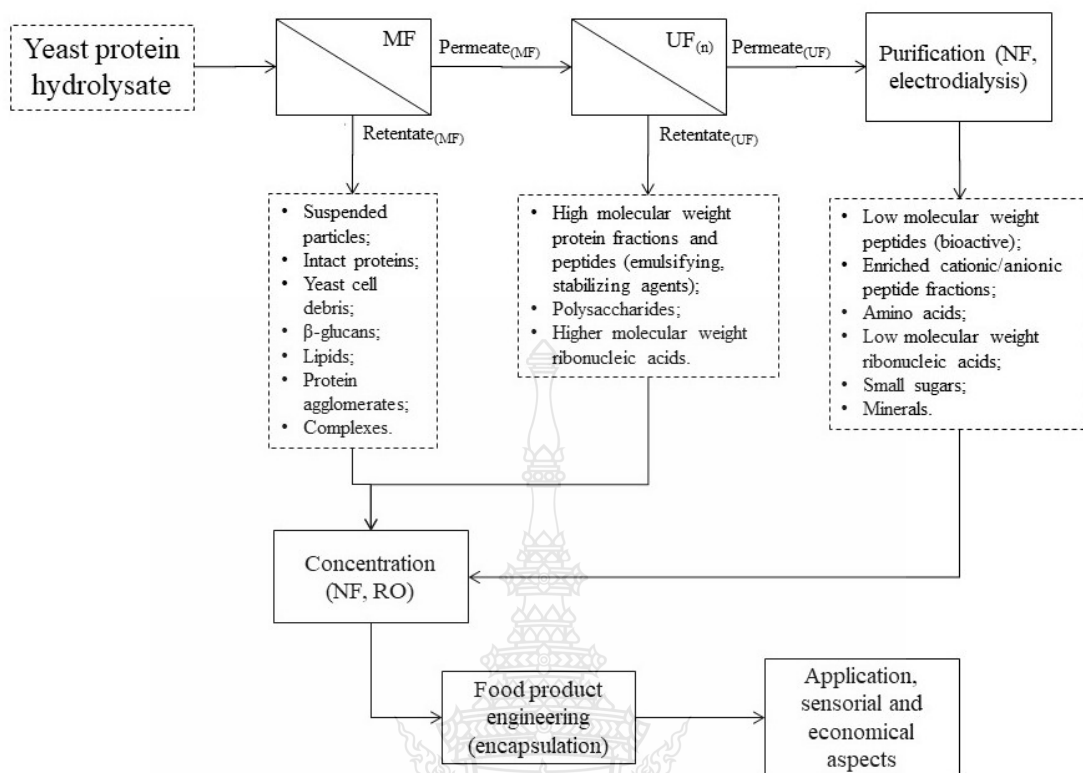 Yeast protein
hydrolysate
MF
Permeate(MF)
UF(n)
Permeate(UF)
Purification (NF,
electrodialysis)
Retentate(MF)
Retentate(UF)
• Suspended
particles;
• Intact proteins;
• Yeast cell
debris;
• β-glucans;
• Lipids;
• Protein
agglomerates;
• Complexes.
• High molecular weight
protein fractions and
peptides (emulsifying,
stabilizing agents);
• Polysaccharides;
• Higher molecular weight
ribonucleic acids.
• Low molecular weight
peptides (bioactive);
• Enriched cationic/anionic
peptide fractions;
• Amino acids;
• Low molecular weight
ribonucleic acids;
• Small sugars;
• Minerals.
Concentration
(NF, RO)
Food product
engineering
(encapsulation)
Application,
sensorial and
economical
aspects